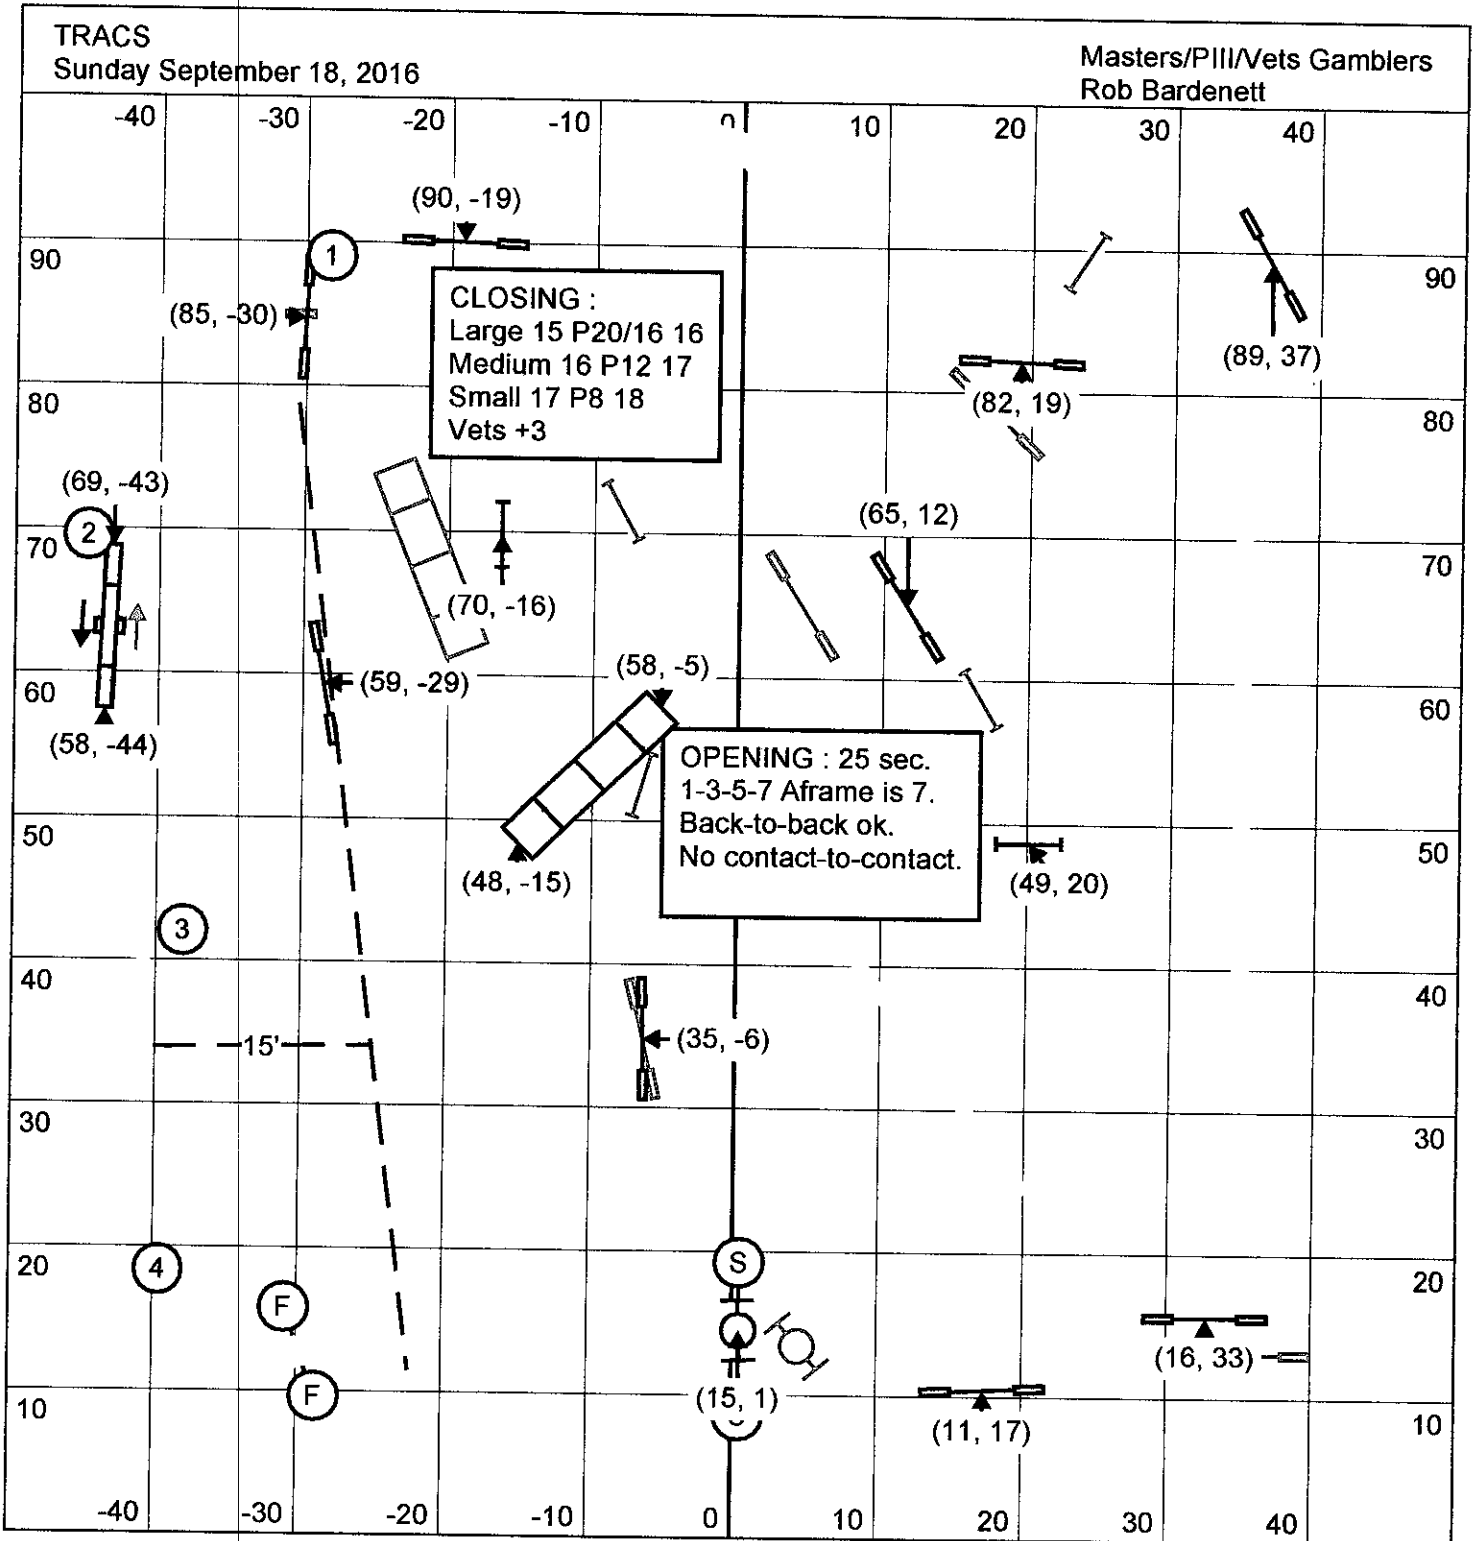 TRACS
Sunday September 18, 2016
Masters/PIII/Vets Gamblers
Rob Bardenett
-40 -30 -20 -10 10 20 30 40
(90, -19)
1
90 90
(85, -30)
CLOSING :
Large 15 P20/16 16
Medium 16 P12 17
Small 17 P8 18
Vets +3
(89, 37)
(82, 19)
80 80
(69, -43)
(65, 12)
2
70 70
(70, -16)
(58, -5)
(59, -29)
60 60
(58, -44)
OPENING : 25 sec.
1-3-5-7 Aframe is 7.
Back-to-back ok.
No contact-to-contact.
50 50
(48, -15)
(49, 20)
3
40 40
15'
(35, -6)
30 30
20 20
4
S
F
(16, 33)
F
(15, 1)
10 10
(11, 17)
-40 -30 -20 -10 0 10 20 30 40